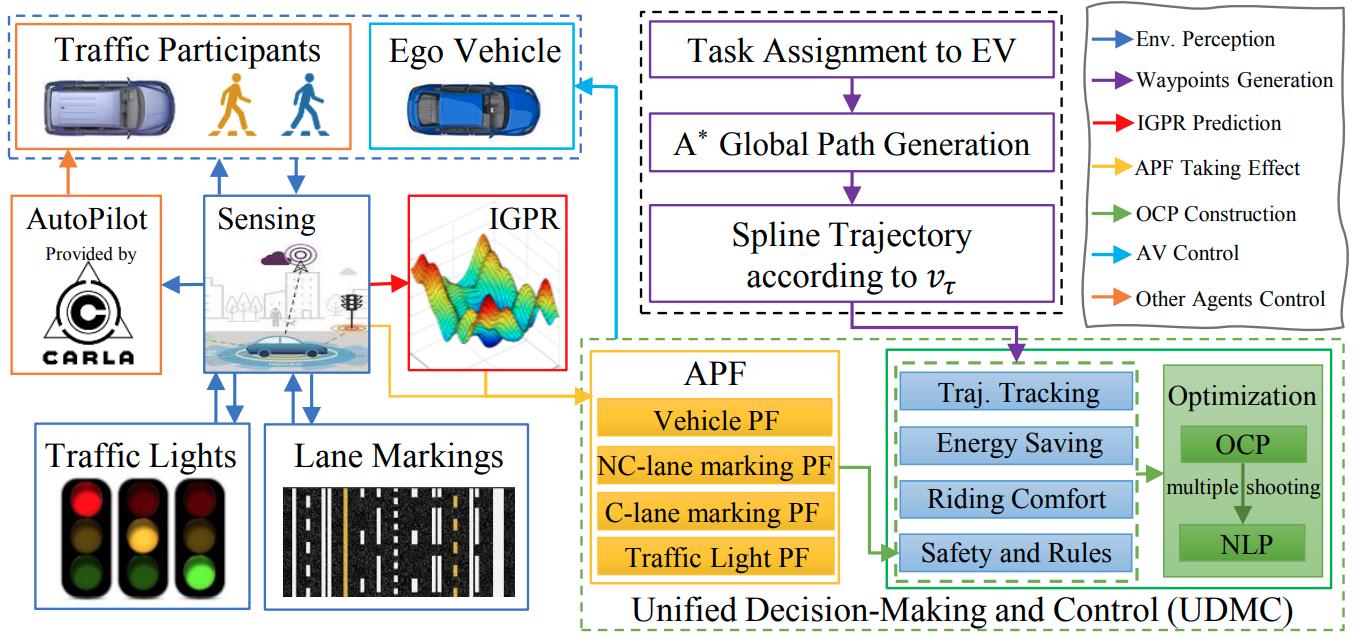 Traffic Participants
Ego Vehicle
AutoPilot
Provided by
C
CARLA
Sensing
IGPR
Traffic Lights
Lane Markings
Task Assignment to EV
A* Global Path Generation
Spline Trajectory
according to vτ
Env. Perception
Waypoints Generation
IGPR Prediction
APF Taking Effect
OCP Construction
AV Control
Other Agents Control
APF
Vehicle PF
NC-lane marking PF
C-lane marking PF
Traffic Light PF
Traj. Tracking
Energy Saving
Riding Comfort
Safety and Rules
Optimization
OCP
multiple shooting
NLP
Unified Decision-Making and Control (UDMC)